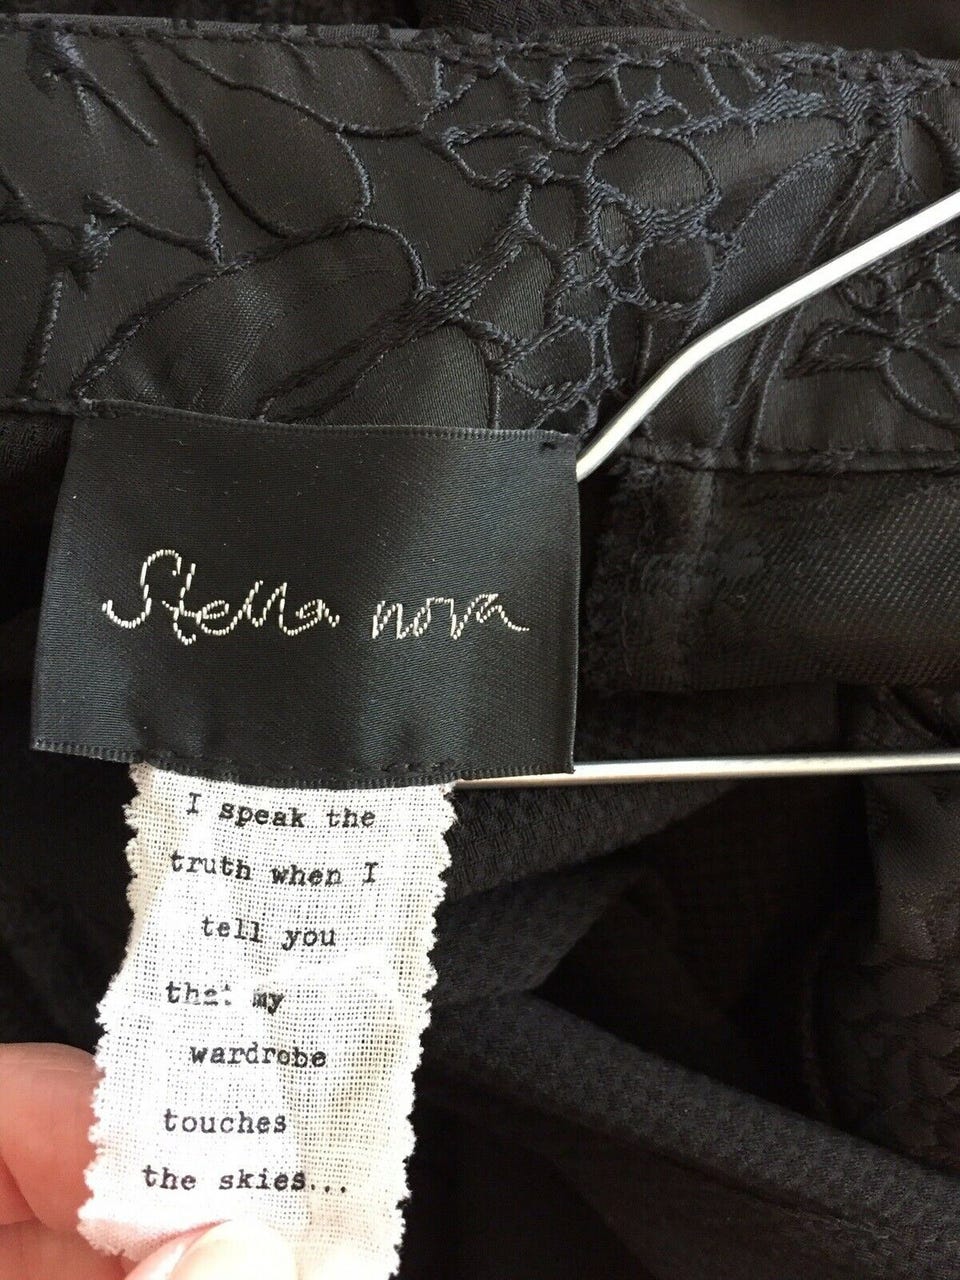 Stella nova
I speak the
truth when I
tell you
that my
wardrobe
touches
the skies...